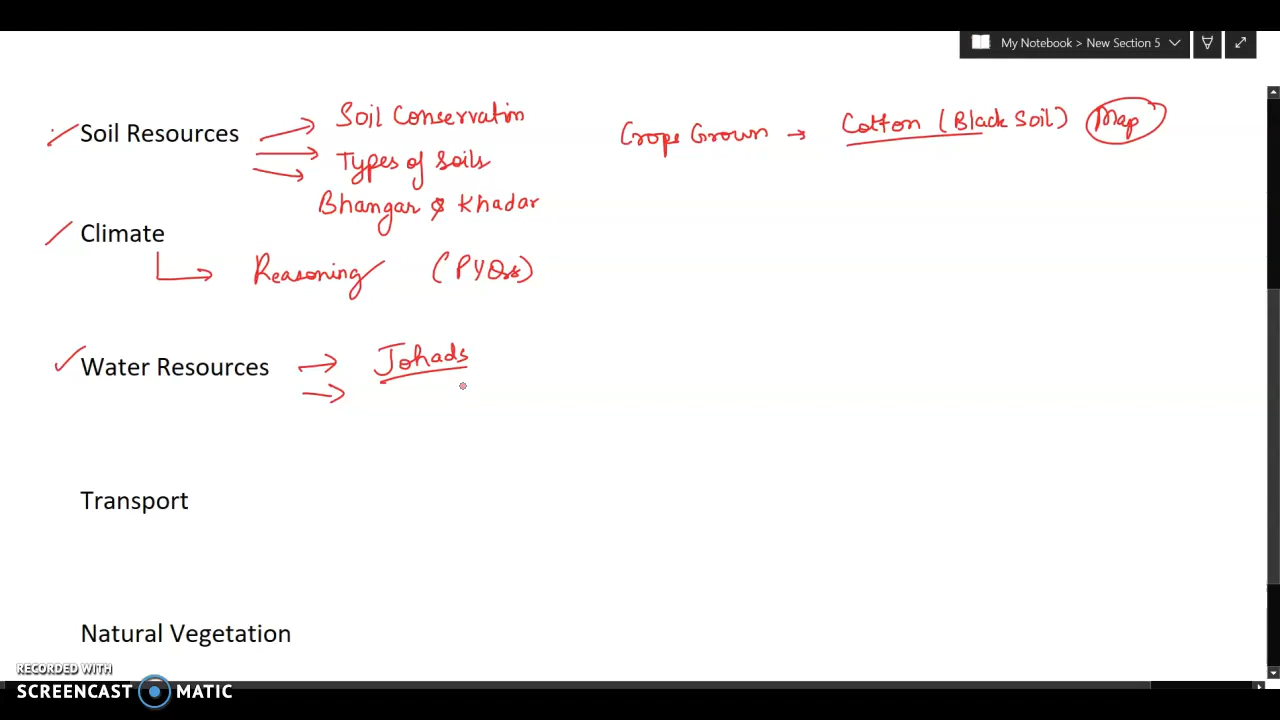 My Notebook > New Section 5
Soil Resources → Soil Conservation
→ Types of Soils
→ Bhangar & Khadar
Crops Grown → Cotton (Black Soil) Map
Climate
Reasoning (PYQs)
Water Resources → Johads
→
Transport
Natural Vegetation
RECORDED WITH
SCREENCAST MATIC